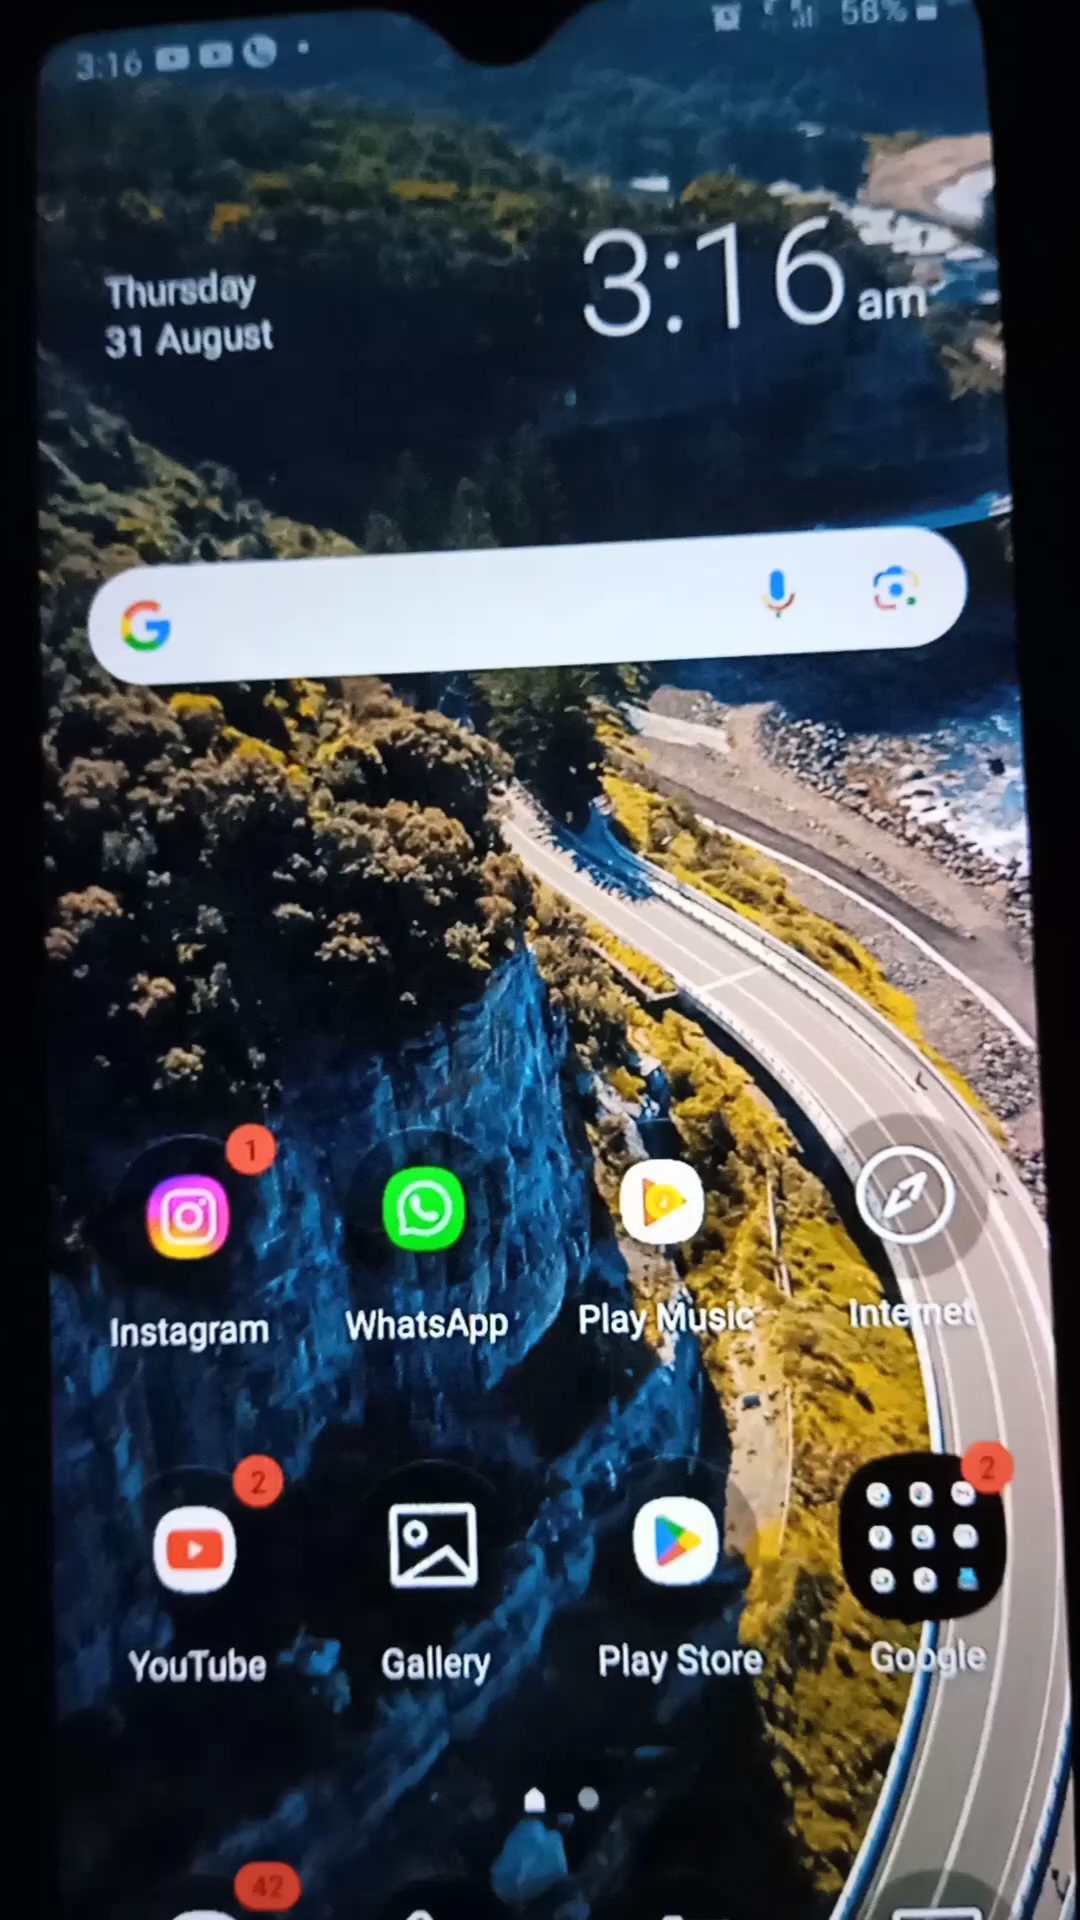 3:16
58%
Thursday
31 August
3:16 am
G
1
Instagram
WhatsApp
Play Music
Internet
2
2
YouTube
Gallery
Play Store
Google
42